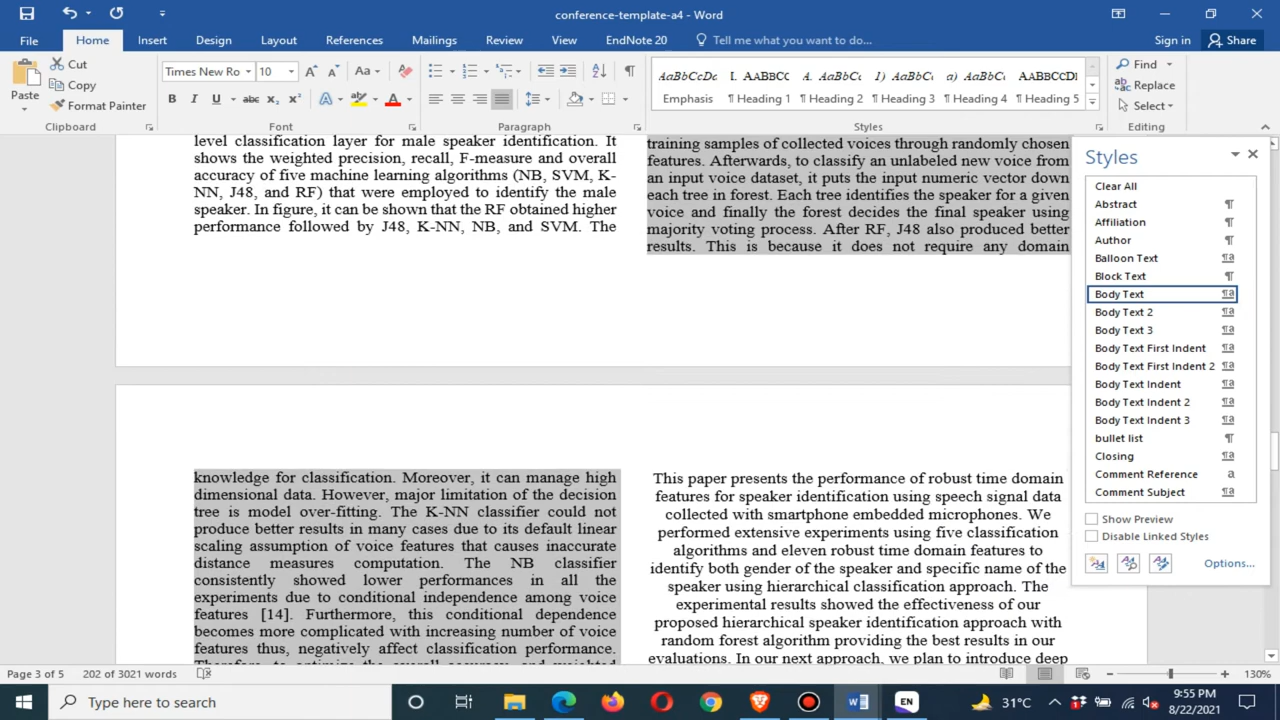 conference-template-a4 - Word
File
Home
Insert
Design
Layout
References
Mailings
Review
View
EndNote 20
Tell me what you want to do...
Sign in
Share
Paste
Cut
Copy
Format Painter
Clipboard
Times New Ro
10
Aa
B I U abc x₂ x²
Font
Paragraph
AaBbCcDc
Emphasis
I. AABBCC
¶ Heading 1
A. AaBbC
¶ Heading 2
1) AaBbC
¶ Heading 3
a) AaBbC
¶ Heading 4
AABBCCDI
¶ Heading 5
Styles
Find
Replace
Select
Editing
level classification layer for male speaker identification. It
shows the weighted precision, recall, F-measure and overall
accuracy of five machine learning algorithms (NB, SVM, K-
NN, J48, and RF) that were employed to identify the male
speaker. In figure, it can be shown that the RF obtained higher
performance followed by J48, K-NN, NB, and SVM. The
training samples of collected voices through randomly chosen
features. Afterwards, to classify an unlabeled new voice from
an input voice dataset, it puts the input numeric vector down
each tree in forest. Each tree identifies the speaker for a given
voice and finally the forest decides the final speaker using
majority voting process. After RF, J48 also produced better
results. This is because it does not require any domain
knowledge for classification. Moreover, it can manage high
dimensional data. However, major limitation of the decision
tree is model over-fitting. The K-NN classifier could not
produce better results in many cases due to its default linear
scaling assumption of voice features that causes inaccurate
distance measures computation. The NB classifier
consistently showed lower performances in all the
experiments due to conditional independence among voice
features [14]. Furthermore, this conditional dependence
becomes more complicated with increasing number of voice
features thus, negatively affect classification performance.
Therefore, to optimize the overall accuracy, and weighted
This paper presents the performance of robust time domain
features for speaker identification using speech signal data
collected with smartphone embedded microphones. We
performed extensive experiments using five classification
algorithms and eleven robust time domain features to
identify both gender of the speaker and specific name of the
speaker using hierarchical classification approach. The
experimental results showed the effectiveness of our
proposed hierarchical speaker identification approach with
random forest algorithm providing the best results in our
evaluations. In our next approach, we plan to introduce deep
Styles
Clear All
Abstract
Affiliation
Author
Balloon Text
Block Text
Body Text
Body Text 2
Body Text 3
Body Text First Indent
Body Text First Indent 2
Body Text Indent
Body Text Indent 2
Body Text Indent 3
bullet list
Closing
Comment Reference
Comment Subject
Show Preview
Disable Linked Styles
Options...
Page 3 of 5
202 of 3021 words
130%
Type here to search
EN
31°C
9:55 PM
8/22/2021